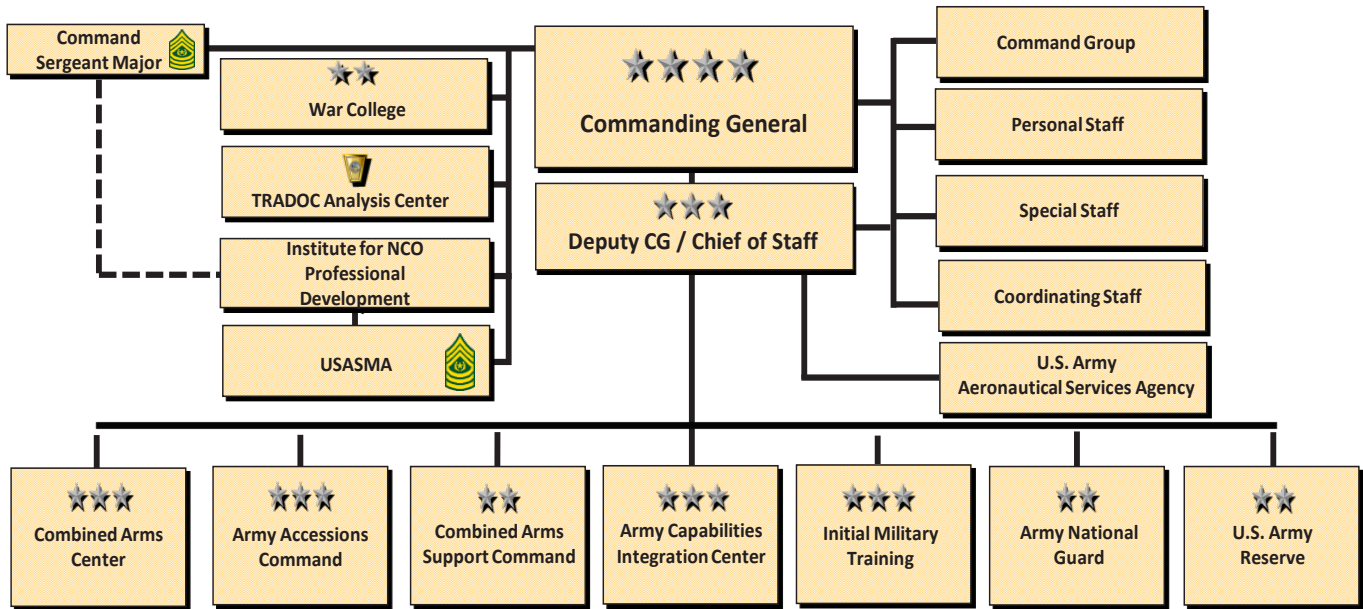 Command
Sergeant Major
War College
TRADOC Analysis Center
Institute for NCO
Professional
Development
USASMA
Commanding General
Deputy CG / Chief of Staff
Command Group
Personal Staff
Special Staff
Coordinating Staff
U.S. Army
Aeronautical Services Agency
Combined Arms
Center
Army Accessions
Command
Combined Arms
Support Command
Army Capabilities
Integration Center
Initial Military
Training
Army National
Guard
U.S. Army
Reserve